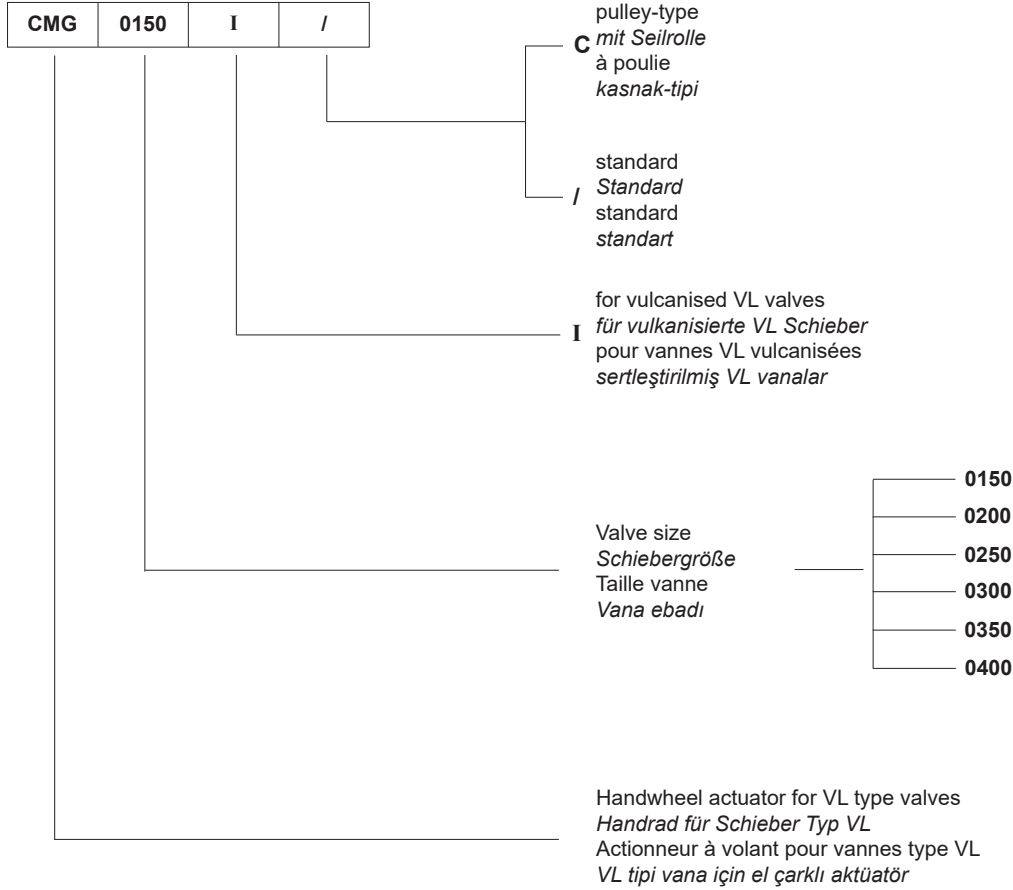 CMG 0150 I /
C
pulley-type
mit Seilrolle
à poulie
kasnak-tipi
/
standard
Standard
standard
standart
I
for vulcanised VL valves
für vulkanisierte VL Schieber
pour vannes VL vulcanisées
sertleştirilmiş VL vanalar
Valve size
Schiebergröße
Taille vanne
Vana ebadı
0150
0200
0250
0300
0350
0400
Handwheel actuator for VL type valves
Handrad für Schieber Typ VL
Actionneur à volant pour vannes type VL
VL tipi vana için el çarklı aktüatör